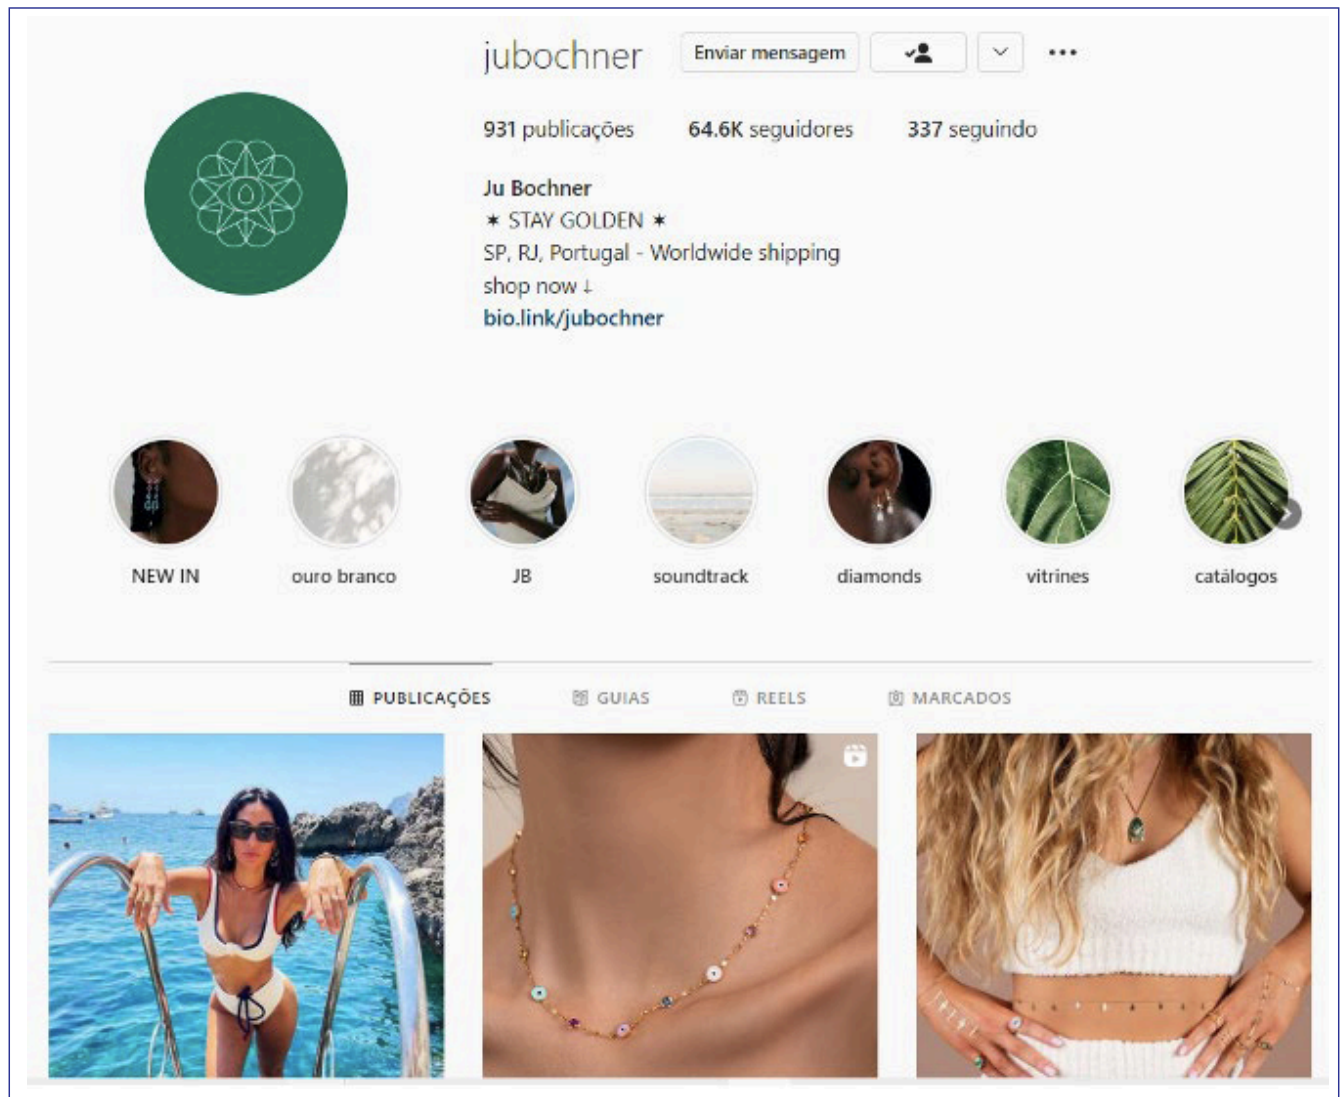 jubochner Enviar mensagem
931 publicações 64.6K seguidores 337 seguindo
Ju Bochner
✶ STAY GOLDEN ✶
SP, RJ, Portugal - Worldwide shipping
shop now ↓
bio.link/jubochner
NEW IN ouro branco JB soundtrack diamonds vitrines catálogos
PUBLICAÇÕES GUIAS REELS MARCADOS